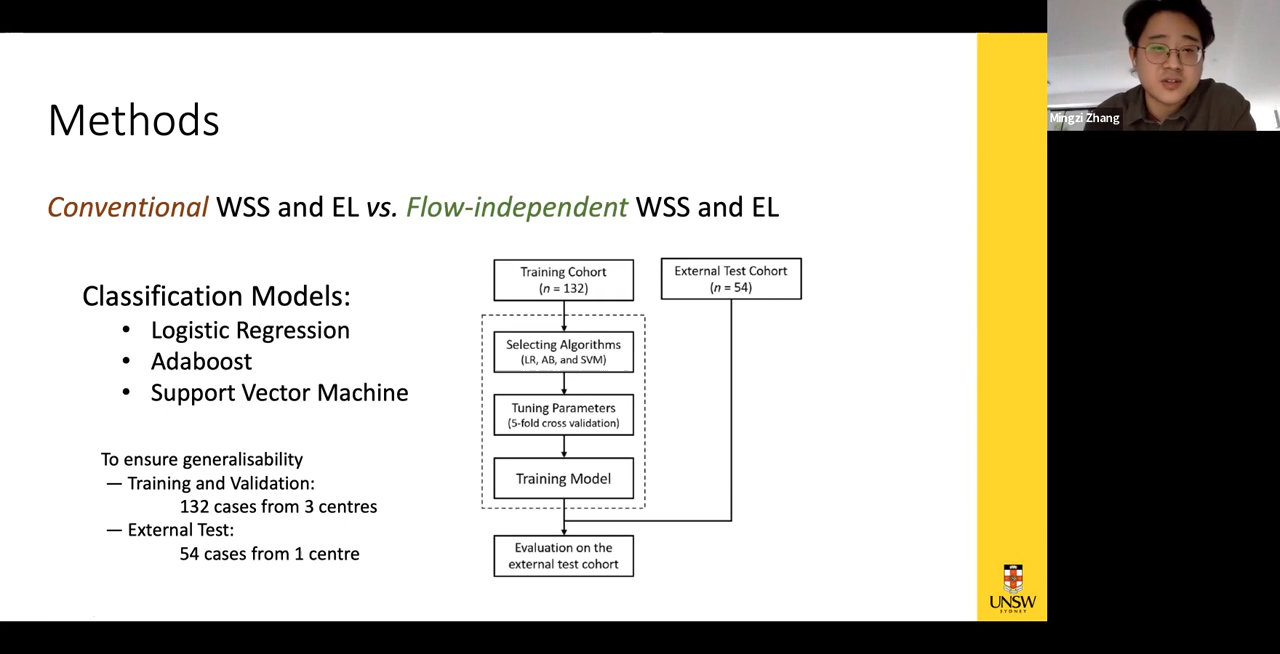 Methods
Conventional WSS and EL vs. Flow-independent WSS and EL
Classification Models:
• Logistic Regression
• Adaboost
• Support Vector Machine
To ensure generalisability
— Training and Validation:
132 cases from 3 centres
— External Test:
54 cases from 1 centre
Training Cohort
(n = 132)
External Test Cohort
(n = 54)
Selecting Algorithms
(LR, AB, and SVM)
Tuning Parameters
(5-fold cross validation)
Training Model
Evaluation on the
external test cohort
UNSW
SYDNEY
Mingzi Zhang